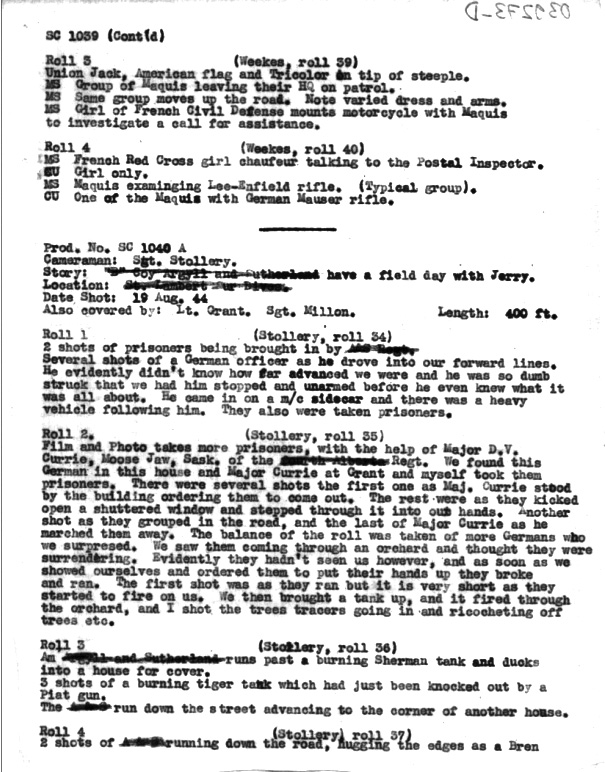 039273-D
SC 1039 (Cont'd)
Roll 3 (Weekes, roll 39)
Union Jack, American flag and Tricolor on tip of steeple.
MS Group of Maquis leaving their HQ on patrol.
MS Same group moves up the road. Note varied dress and arms.
MS Girl of French Civil Defense mounts motorcycle with Maquis
to investigate a call for assistance.
Roll 4 (Weekes, roll 40)
MS French Red Cross girl chaufeur talking to the Postal Inspector.
CU Girl only.
MS Maquis examinging Lee-Enfield rifle. (Typical group).
CU One of the Maquis with German Mauser rifle.
Prod. No. SC 1040 A
Cameraman: Sgt. Stollery.
Story: "B" Coy Argyll and Sutherland have a field day with Jerry.
Location: St. Lambert Sur Dives.
Date Shot: 19 Aug. 44
Also covered by: Lt. Grant. Sgt. Millon. Length: 400 ft.
Roll 1 (Stollery, roll 34)
2 shots of prisoners being brought in by
Several shots of a German officer as he drove into our forward lines.
He evidently didn't know how far advanced we were and he was so dumb
struck that we had him stopped and unarmed before he even knew what it
was all about. He came in on a m/c sidecar and there was a heavy
vehicle following him. They also were taken prisoners.
Roll 2. (Stollery, roll 35)
Film and Photo takes more prisoners, with the help of Major D.V.
Currie, Moose Jaw, Sask. of the South Alberta Regt. We found this
German in this house and Major Currie at Grant and myself took them
prisoners. There were several shots the first one as Maj. Currie stood
by the building ordering them to come out. The rest were as they kicked
open a shuttered window and stepped through it into our hands. Another
shot as they grouped in the road, and the last of Major Currie as he
marched them away. The balance of the roll was taken of more Germans who
we surpresed. We saw them coming through an orchard and thought they were
surrendering. Evidently they hadn't seen us however, and as soon as we
showed ourselves and ordered them to put their hands up they broke
and ran. The first shot was as they ran but it is very short as they
started to fire on us. We then brought a tank up, and it fired through
the orchard, and I shot the trees tracers going in and ricocheting off
trees etc.
Roll 3 (Stollery, roll 36)
Am Argyll and Sutherland runs past a burning Sherman tank and ducks
into a house for cover.
3 shots of a burning tiger tank which had just been knocked out by a
Piat gun.
The run down the street advancing to the corner of another house.
Roll 4 (Stollery, roll 37)
2 shots of running down the road, hugging the edges as a Bren